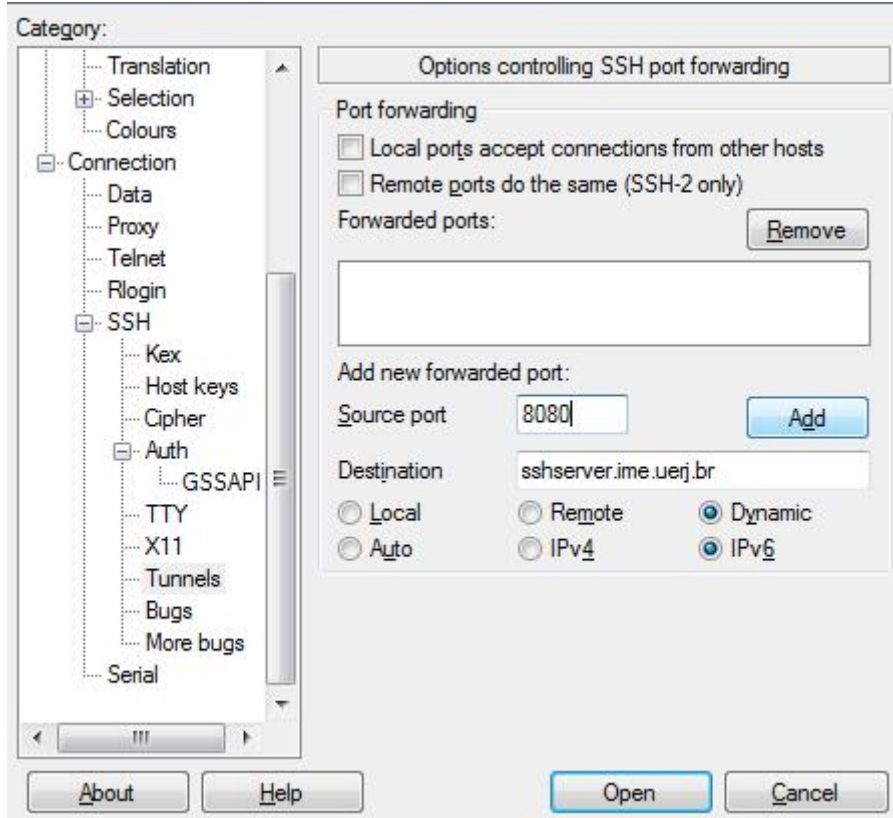 Category:
Translation
Selection
Colours
Connection
Data
Proxy
Telnet
Rlogin
SSH
Kex
Host keys
Cipher
Auth
GSSAPI
TTY
X11
Tunnels
Bugs
More bugs
Serial
Options controlling SSH port forwarding
Port forwarding
Local ports accept connections from other hosts
Remote ports do the same (SSH-2 only)
Forwarded ports:
Remove
Add new forwarded port:
Source port 8080 Add
Destination sshserver.ime.uerj.br
Local Remote Dynamic
Auto IPv4 IPv6
About Help Open Cancel